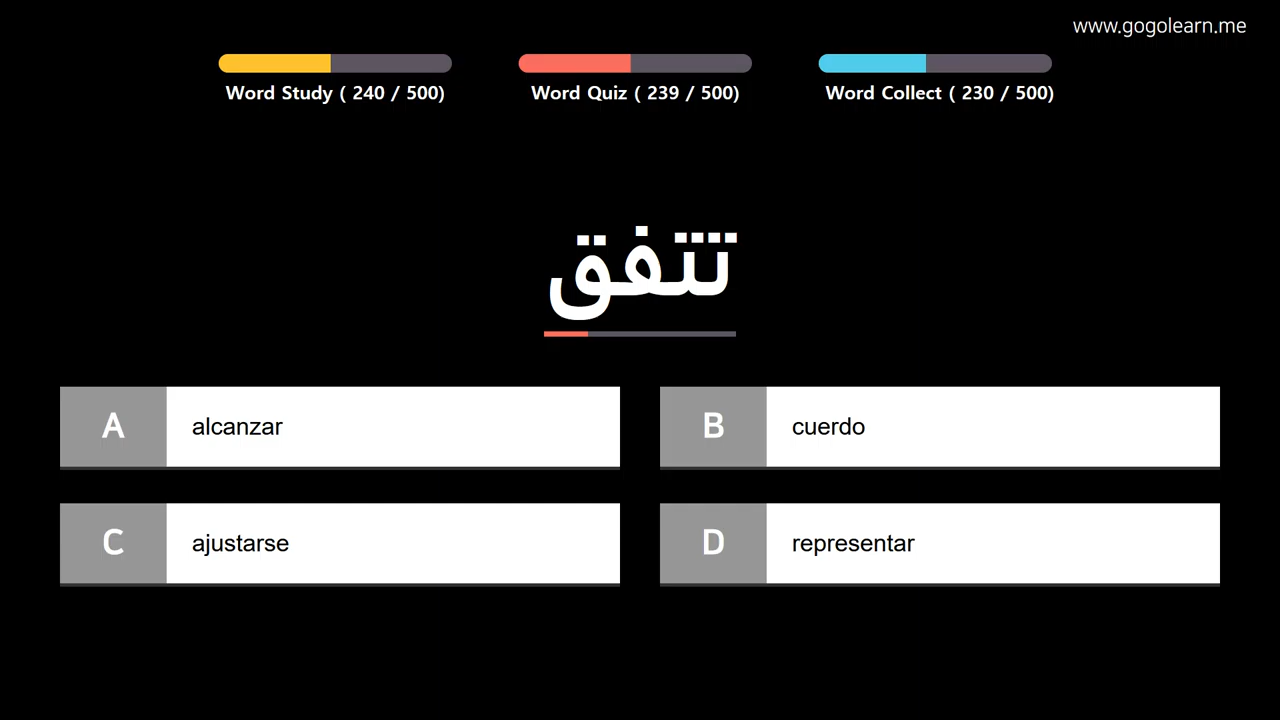 www.gogolearn.me
Word Study ( 240 / 500)
Word Quiz ( 239 / 500)
Word Collect ( 230 / 500)
تتفق
A alcanzar
B cuerdo
C ajustarse
D representar